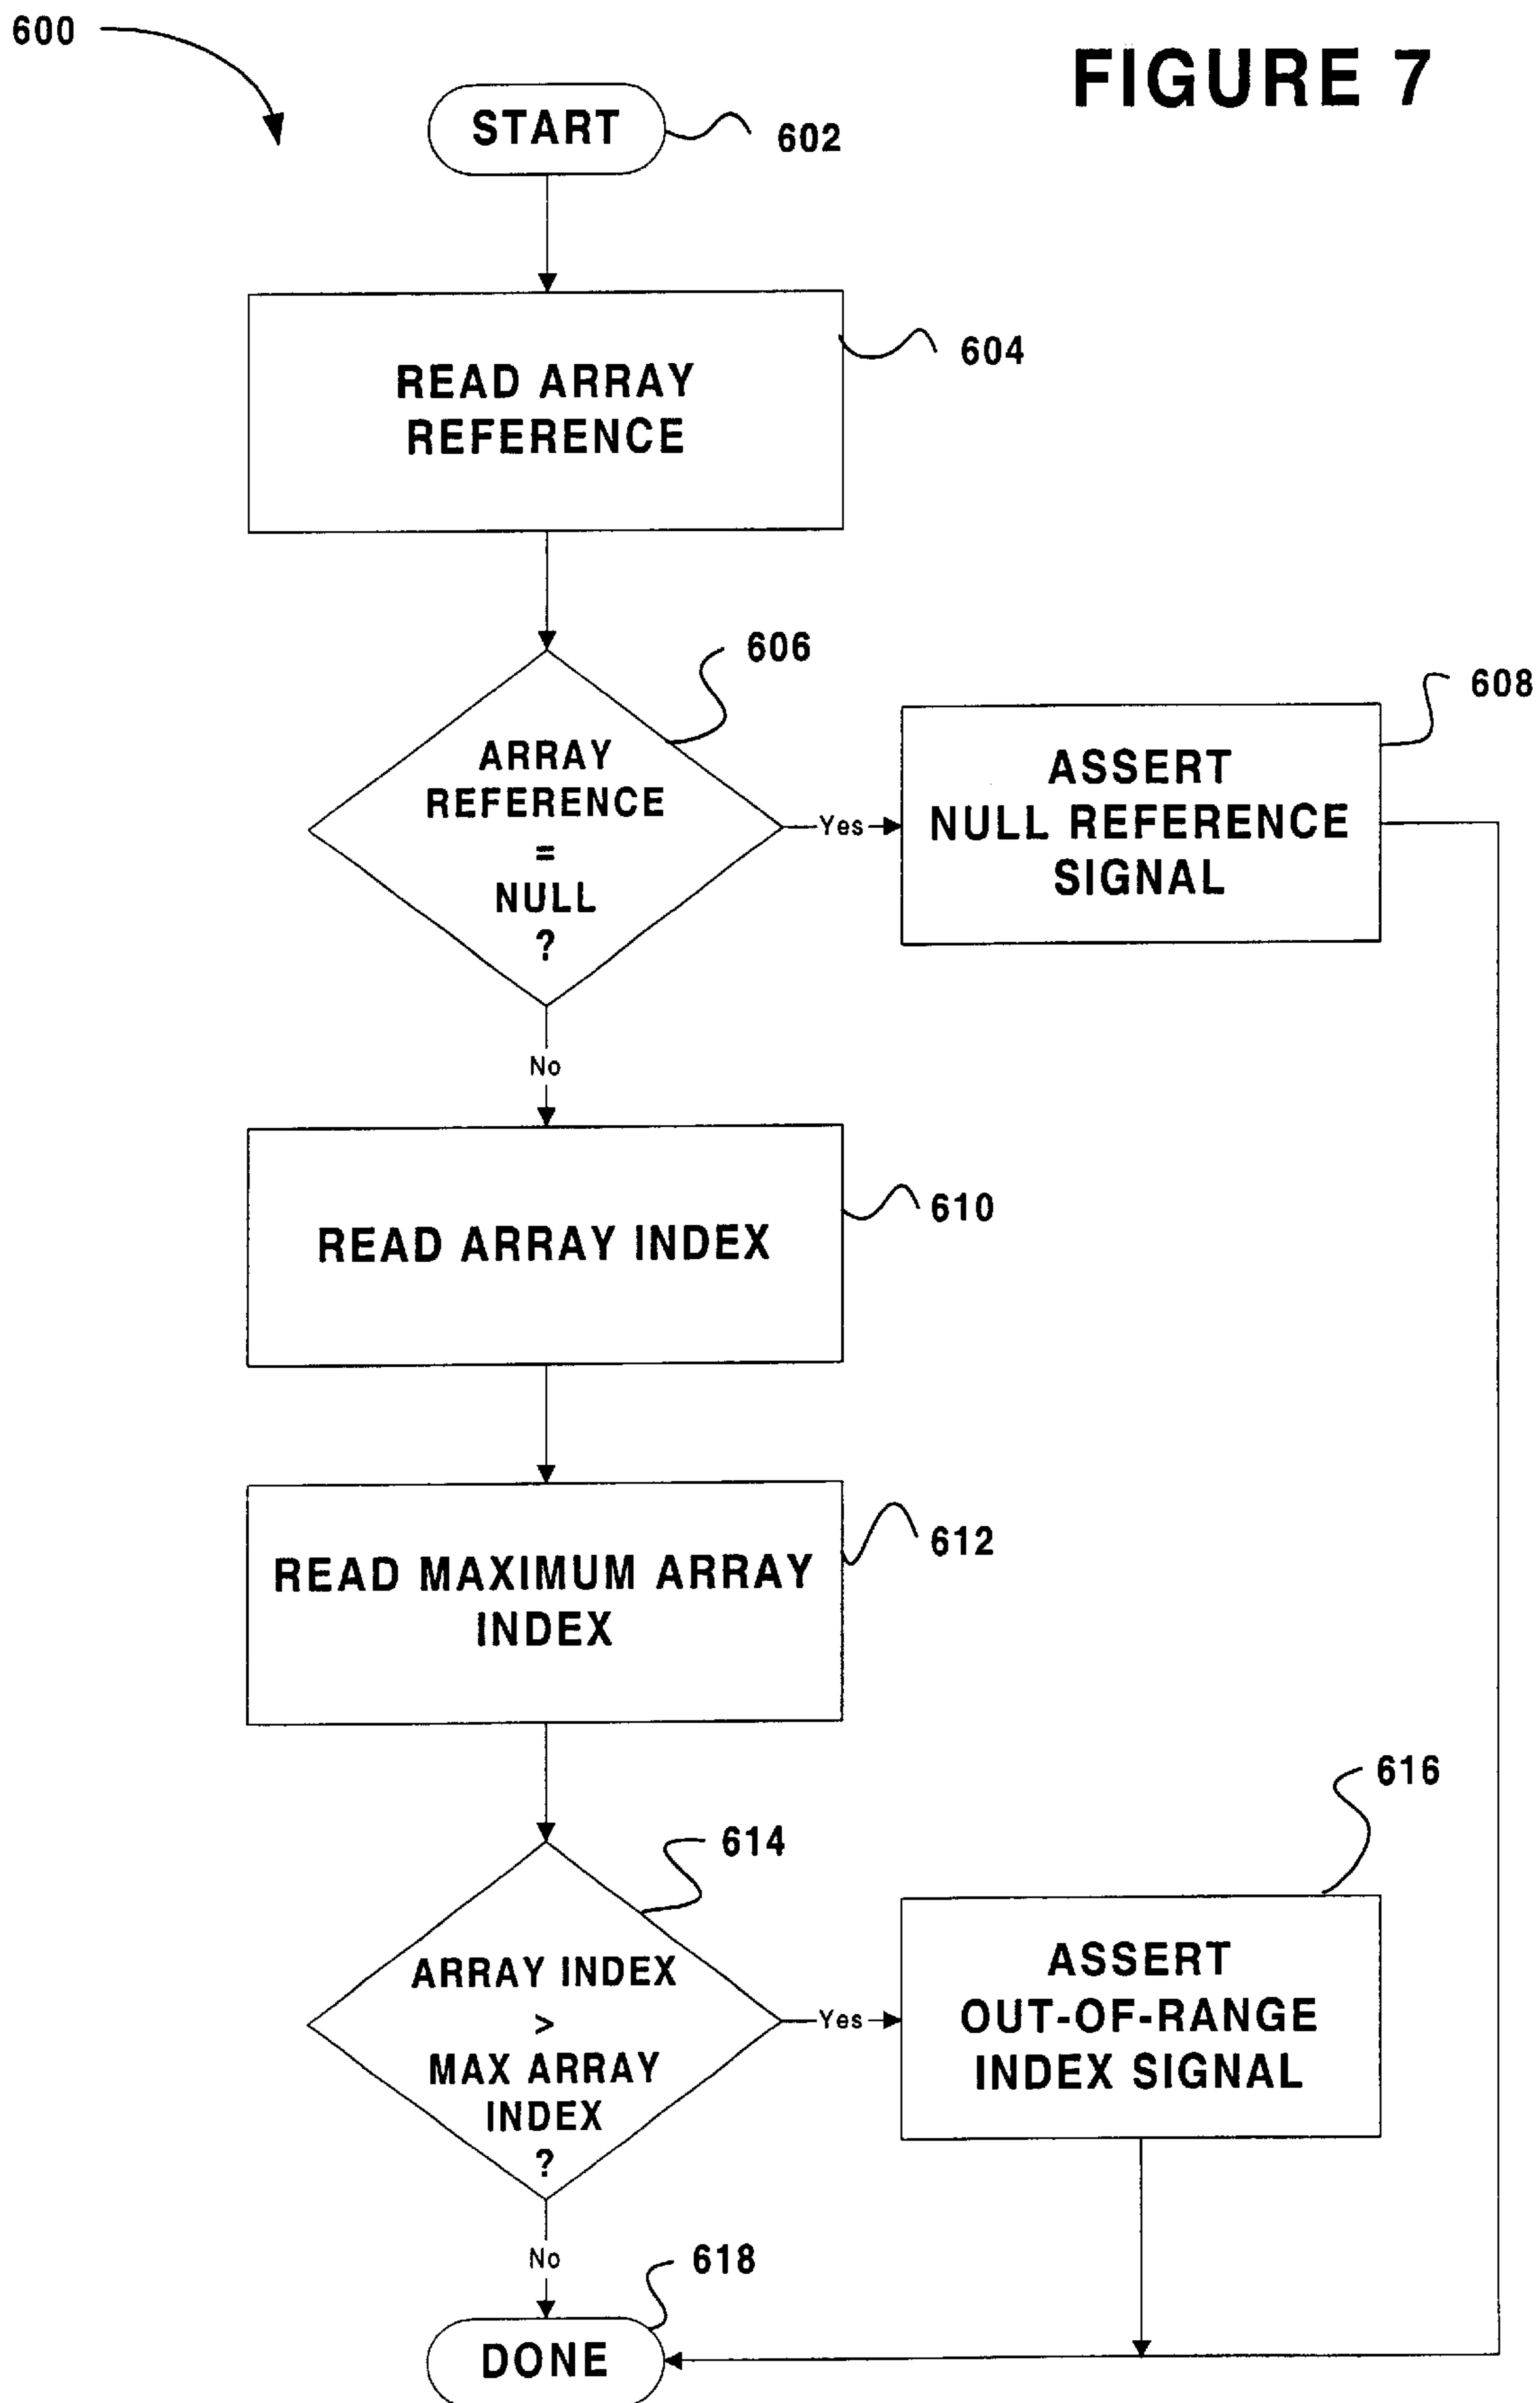 600
FIGURE 7
START
602
READ ARRAY
REFERENCE
604
606
ARRAY
REFERENCE
=
NULL
?
Yes
608
ASSERT
NULL REFERENCE
SIGNAL
No
READ ARRAY INDEX
610
READ MAXIMUM ARRAY
INDEX
612
614
ARRAY INDEX
>
MAX ARRAY
INDEX
?
Yes
616
ASSERT
OUT-OF-RANGE
INDEX SIGNAL
No
618
DONE